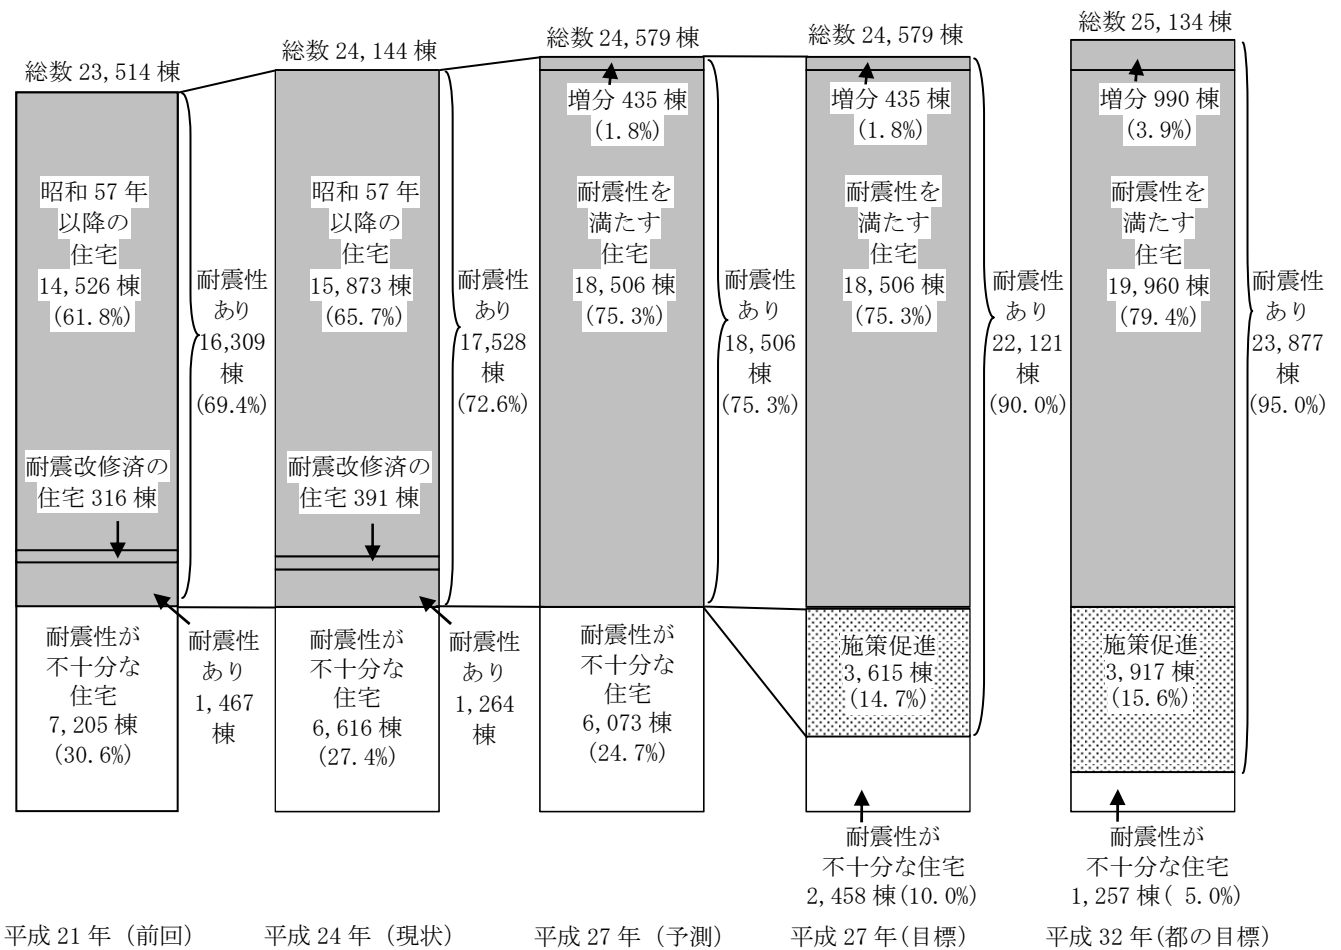 総数 23,514 棟
昭和 57 年
以降の
住宅
14,526 棟
(61.8%)
耐震性
あり
16,309
棟
(69.4%)
耐震改修済の
住宅 316 棟
耐震性が
不十分な
住宅
7,205 棟
(30.6%)
耐震性
あり
1,467
棟
平成 21 年（前回）
総数 24,144 棟
昭和 57 年
以降の
住宅
15,873 棟
(65.7%)
耐震性
あり
17,528
棟
(72.6%)
耐震改修済の
住宅 391 棟
耐震性が
不十分な
住宅
6,616 棟
(27.4%)
耐震性
あり
1,264
棟
平成 24 年（現状）
総数 24,579 棟
増分 435 棟
(1.8%)
耐震性を
満たす
住宅
18,506 棟
(75.3%)
耐震性
あり
18,506
棟
(75.3%)
耐震性が
不十分な
住宅
6,073 棟
(24.7%)
平成 27 年（予測）
総数 24,579 棟
増分 435 棟
(1.8%)
耐震性を
満たす
住宅
18,506 棟
(75.3%)
耐震性
あり
22,121
棟
(90.0%)
施策促進
3,615 棟
(14.7%)
耐震性が
不十分な住宅
2,458 棟(10.0%)
平成 27 年(目標)
総数 25,134 棟
増分 990 棟
(3.9%)
耐震性を
満たす
住宅
19,960 棟
(79.4%)
耐震性
あり
23,877
棟
(95.0%)
施策促進
3,917 棟
(15.6%)
耐震性が
不十分な住宅
1,257 棟( 5.0%)
平成 32 年(都の目標)